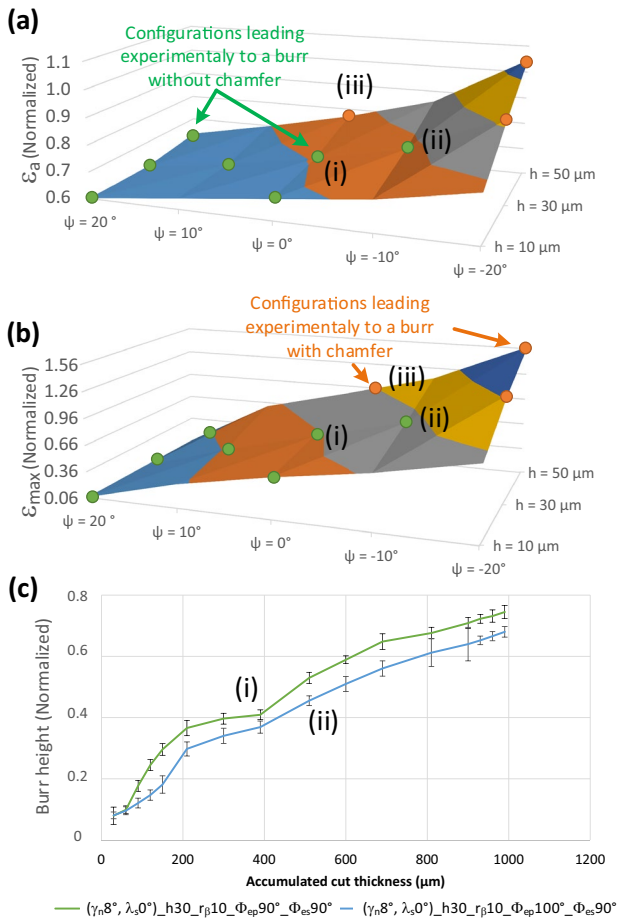 (a)
Configurations leading
experimentaly to a burr
without chamfer
(iii)
(ii)
(i)
εa (Normalized)
1.1
1.0
0.9
0.8
0.7
0.6
ψ = 20 °
ψ = 10°
ψ = 0°
ψ = -10°
ψ = -20°
h = 50 µm
h = 30 µm
h = 10 µm
(b)
Configurations leading
experimentaly to a burr
with chamfer
(iii)
(ii)
(i)
εmax (Normalized)
1.56
1.26
0.96
0.66
0.36
0.06
ψ = 20 °
ψ = 10°
ψ = 0°
ψ = -10°
ψ = -20°
h = 50 µm
h = 30 µm
h = 10 µm
(c)
Burr height (Normalized)
0.8
0.6
0.4
0.2
0
(i)
(ii)
0 200 400 600 800 1000 1200
Accumulated cut thickness (µm)
(γn8°, λs0°)_h30_rβ10_Φep90°_Φes90°
(γn8°, λs0°)_h30_rβ10_Φep100°_Φes90°